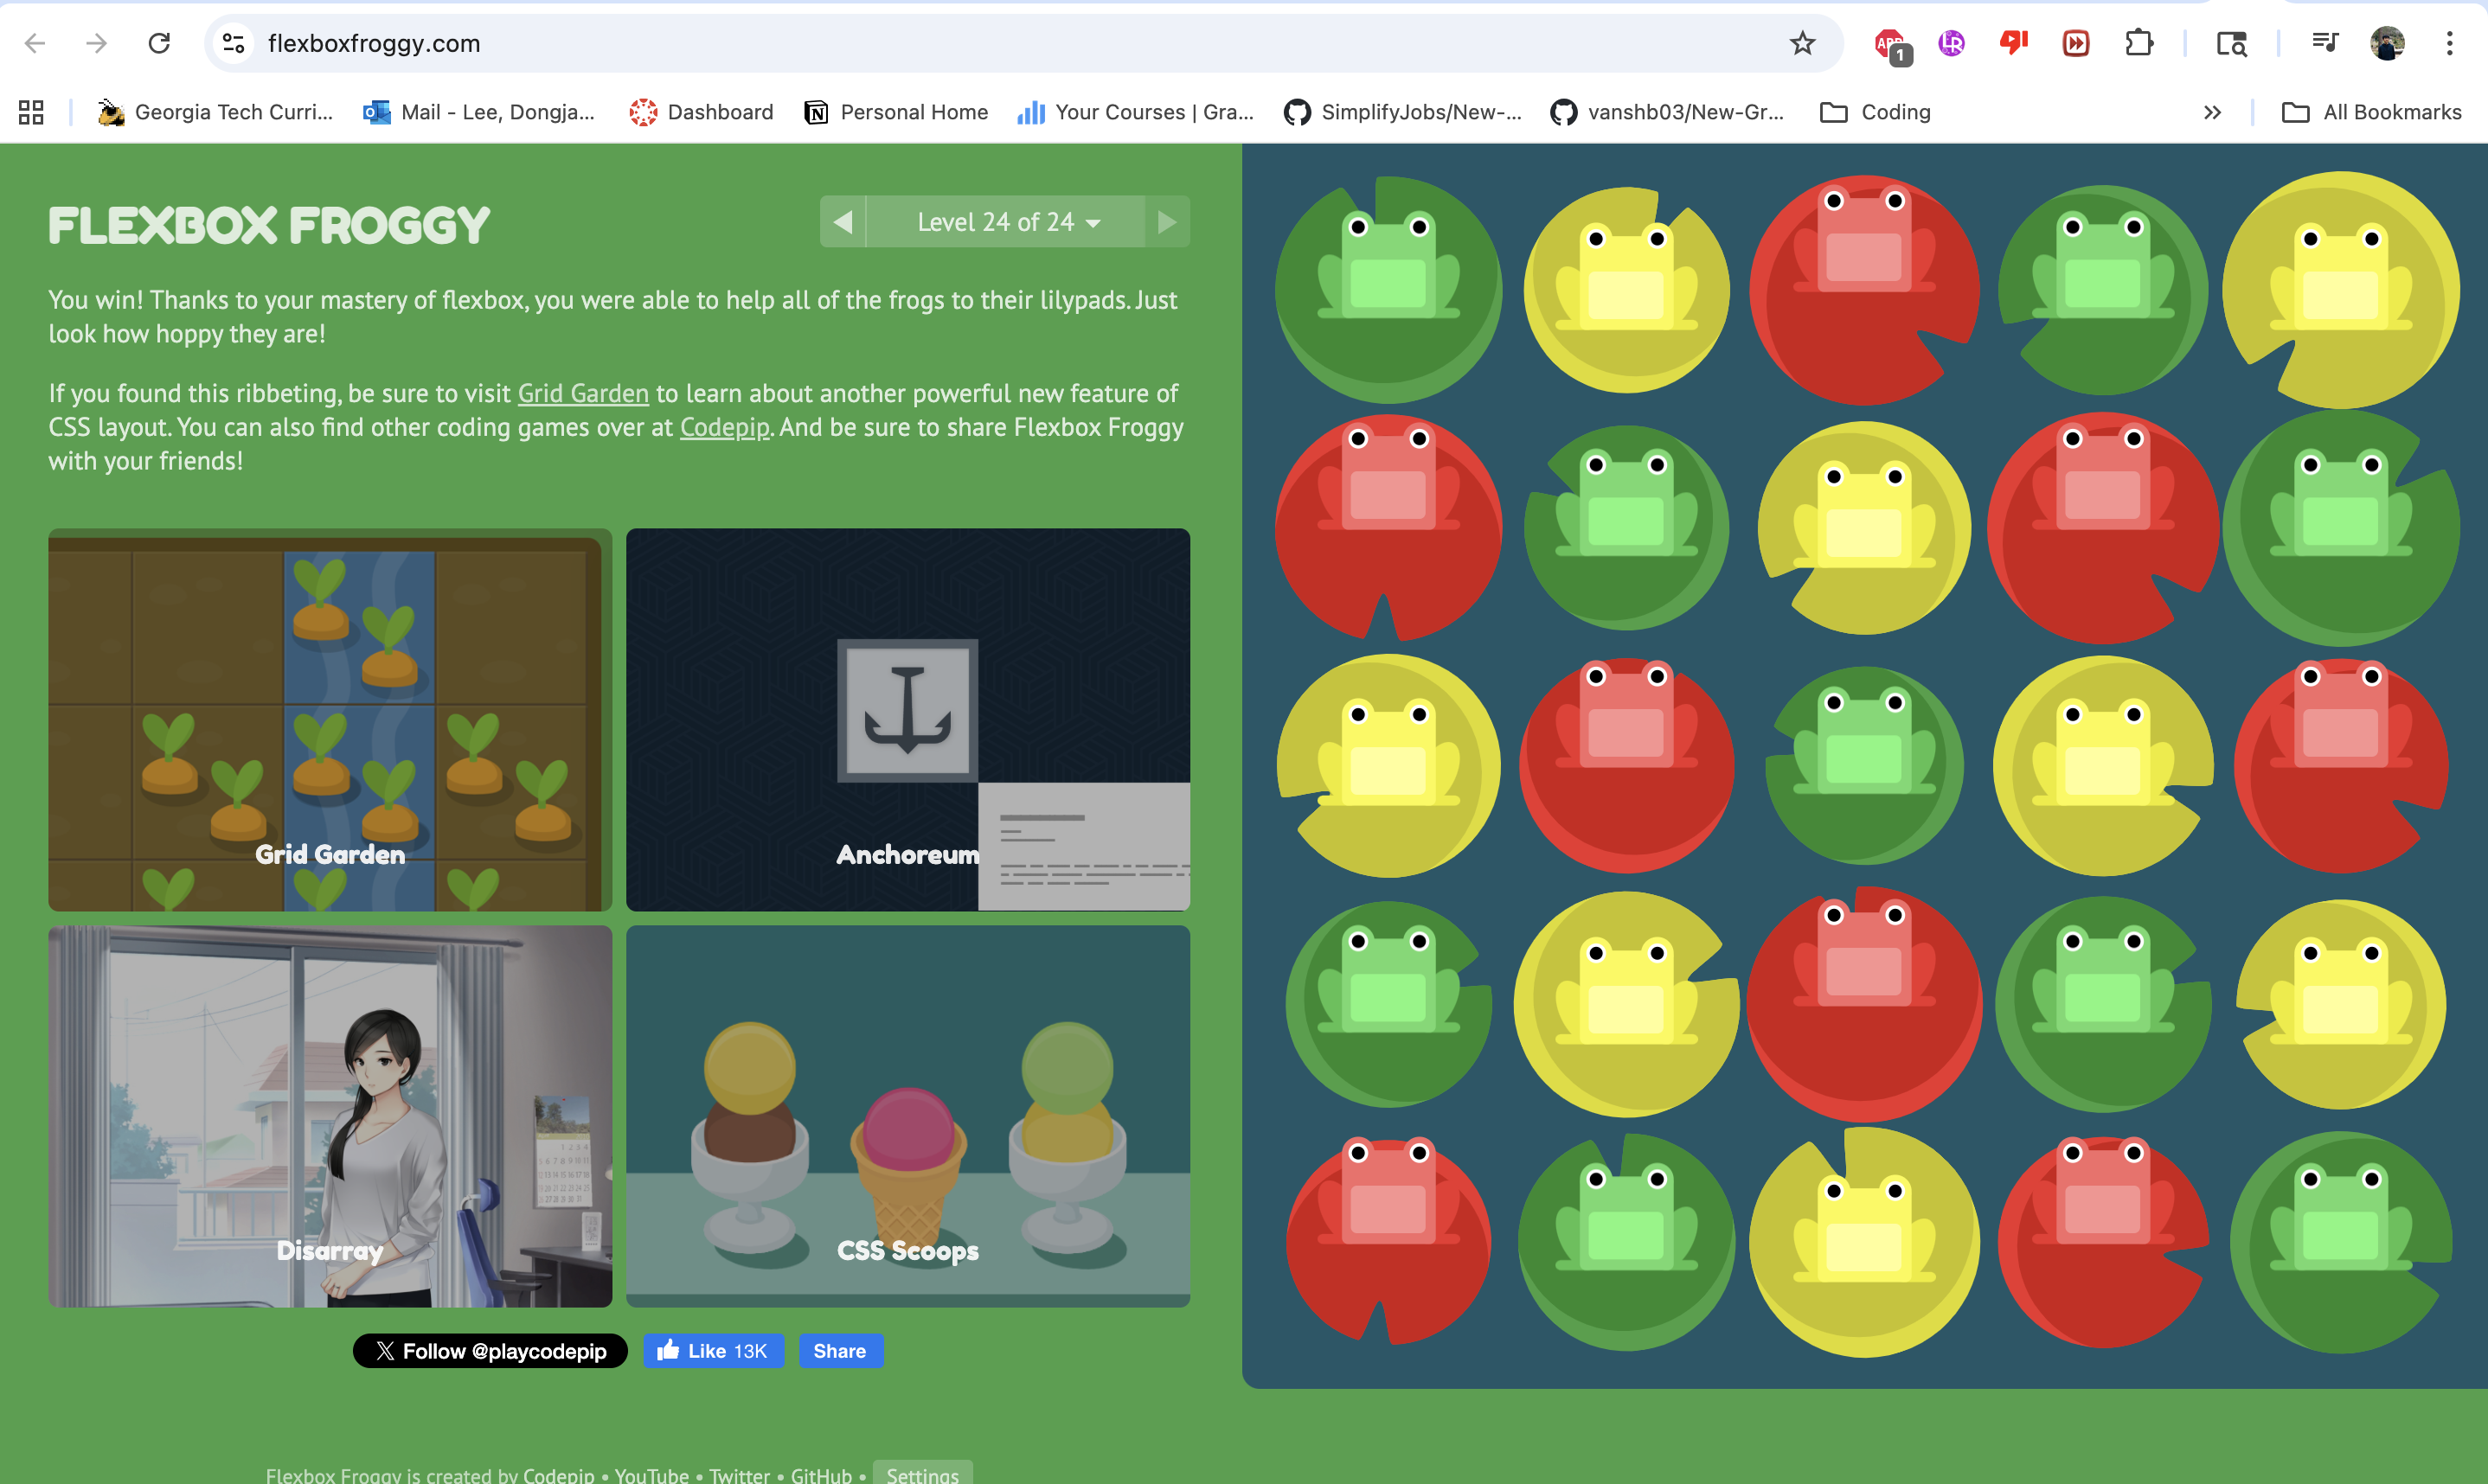 flexboxfroggy.com
ABP
1
LR
Georgia Tech Curri...
Mail - Lee, Dongja...
Dashboard
Personal Home
Your Courses | Gra...
SimplifyJobs/New-...
vanshb03/New-Gr...
Coding
All Bookmarks
FLEXBOX FROGGY
Level 24 of 24
You win! Thanks to your mastery of flexbox, you were able to help all of the frogs to their lilypads. Just
look how hoppy they are!
If you found this ribbeting, be sure to visit Grid Garden to learn about another powerful new feature of
CSS layout. You can also find other coding games over at Codepip. And be sure to share Flexbox Froggy
with your friends!
Grid Garden
Anchoreum
Disarray
CSS Scoops
Follow @playcodepip
Like 13K
Share
Flexbox Froggy is created by Codepip • YouTube • Twitter • GitHub • Settings